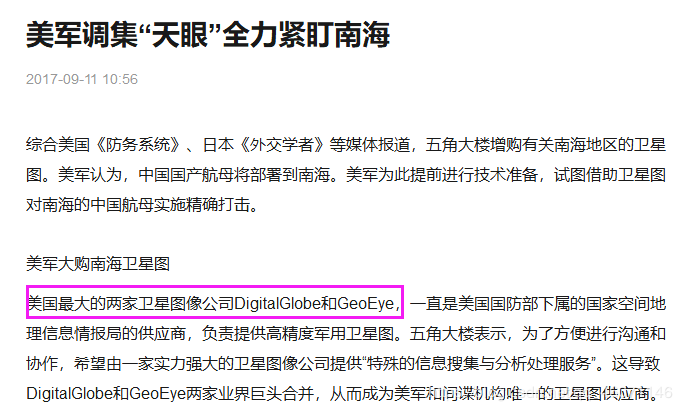 美军调集“天眼”全力紧盯南海
2017-09-11 10:56
综合美国《防务系统》、日本《外交学者》等媒体报道，五角大楼增购有关南海地区的卫星
图。美军认为，中国国产航母将部署到南海。美军为此提前进行技术准备，试图借助卫星图
对南海的中国航母实施精确打击。
美军大购南海卫星图
美国最大的两家卫星图像公司DigitalGlobe和GeoEye，一直是美国国防部下属的国家空间地
理信息情报局的供应商，负责提供高精度军用卫星图。五角大楼表示，为了方便进行沟通和
协作，希望由一家实力强大的卫星图像公司提供”特殊的信息搜集与分析处理服务”。这导致
DigitalGlobe和GeoEye两家业界巨头合并，从而成为美军和间谍机构唯一的卫星图供应商。